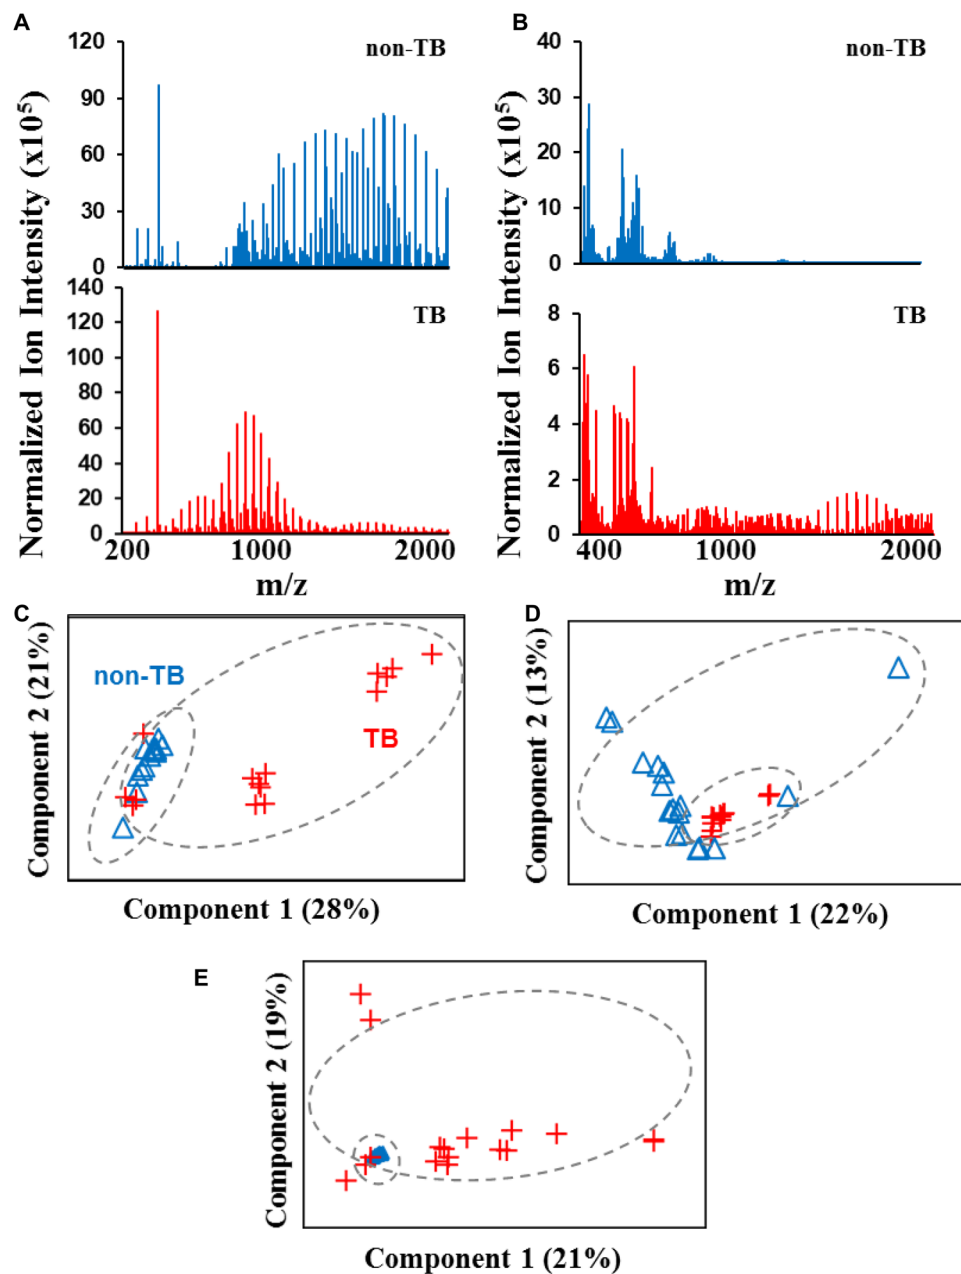 A
B
Normalized Ion Intensity (x10⁵)
120
90
60
30
0
non-TB
140
120
100
80
60
40
20
0
TB
200 1000 2000
m/z
Normalized Ion Intensity (x10⁵)
40
30
20
10
0
non-TB
8
6
4
2
0
TB
400 1000 2000
m/z
C
Component 2 (21%)
non-TB
TB
Component 1 (28%)
D
Component 2 (13%)
Component 1 (22%)
E
Component 2 (19%)
Component 1 (21%)